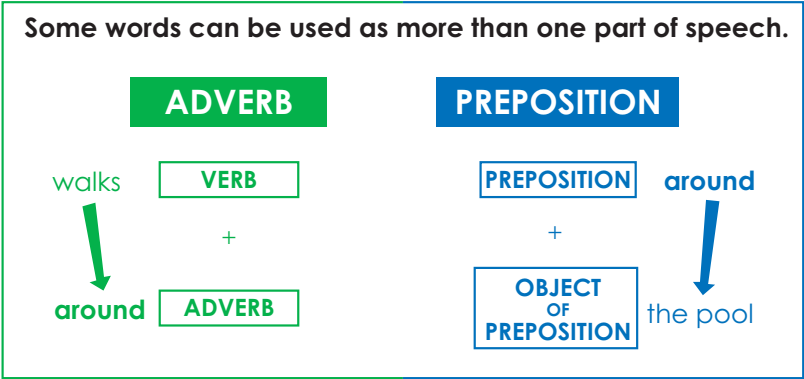 Some words can be used as more than one part of speech.
ADVERB
walks VERB
+
around ADVERB
PREPOSITION
PREPOSITION around
+
OBJECT
OF
PREPOSITION
the pool